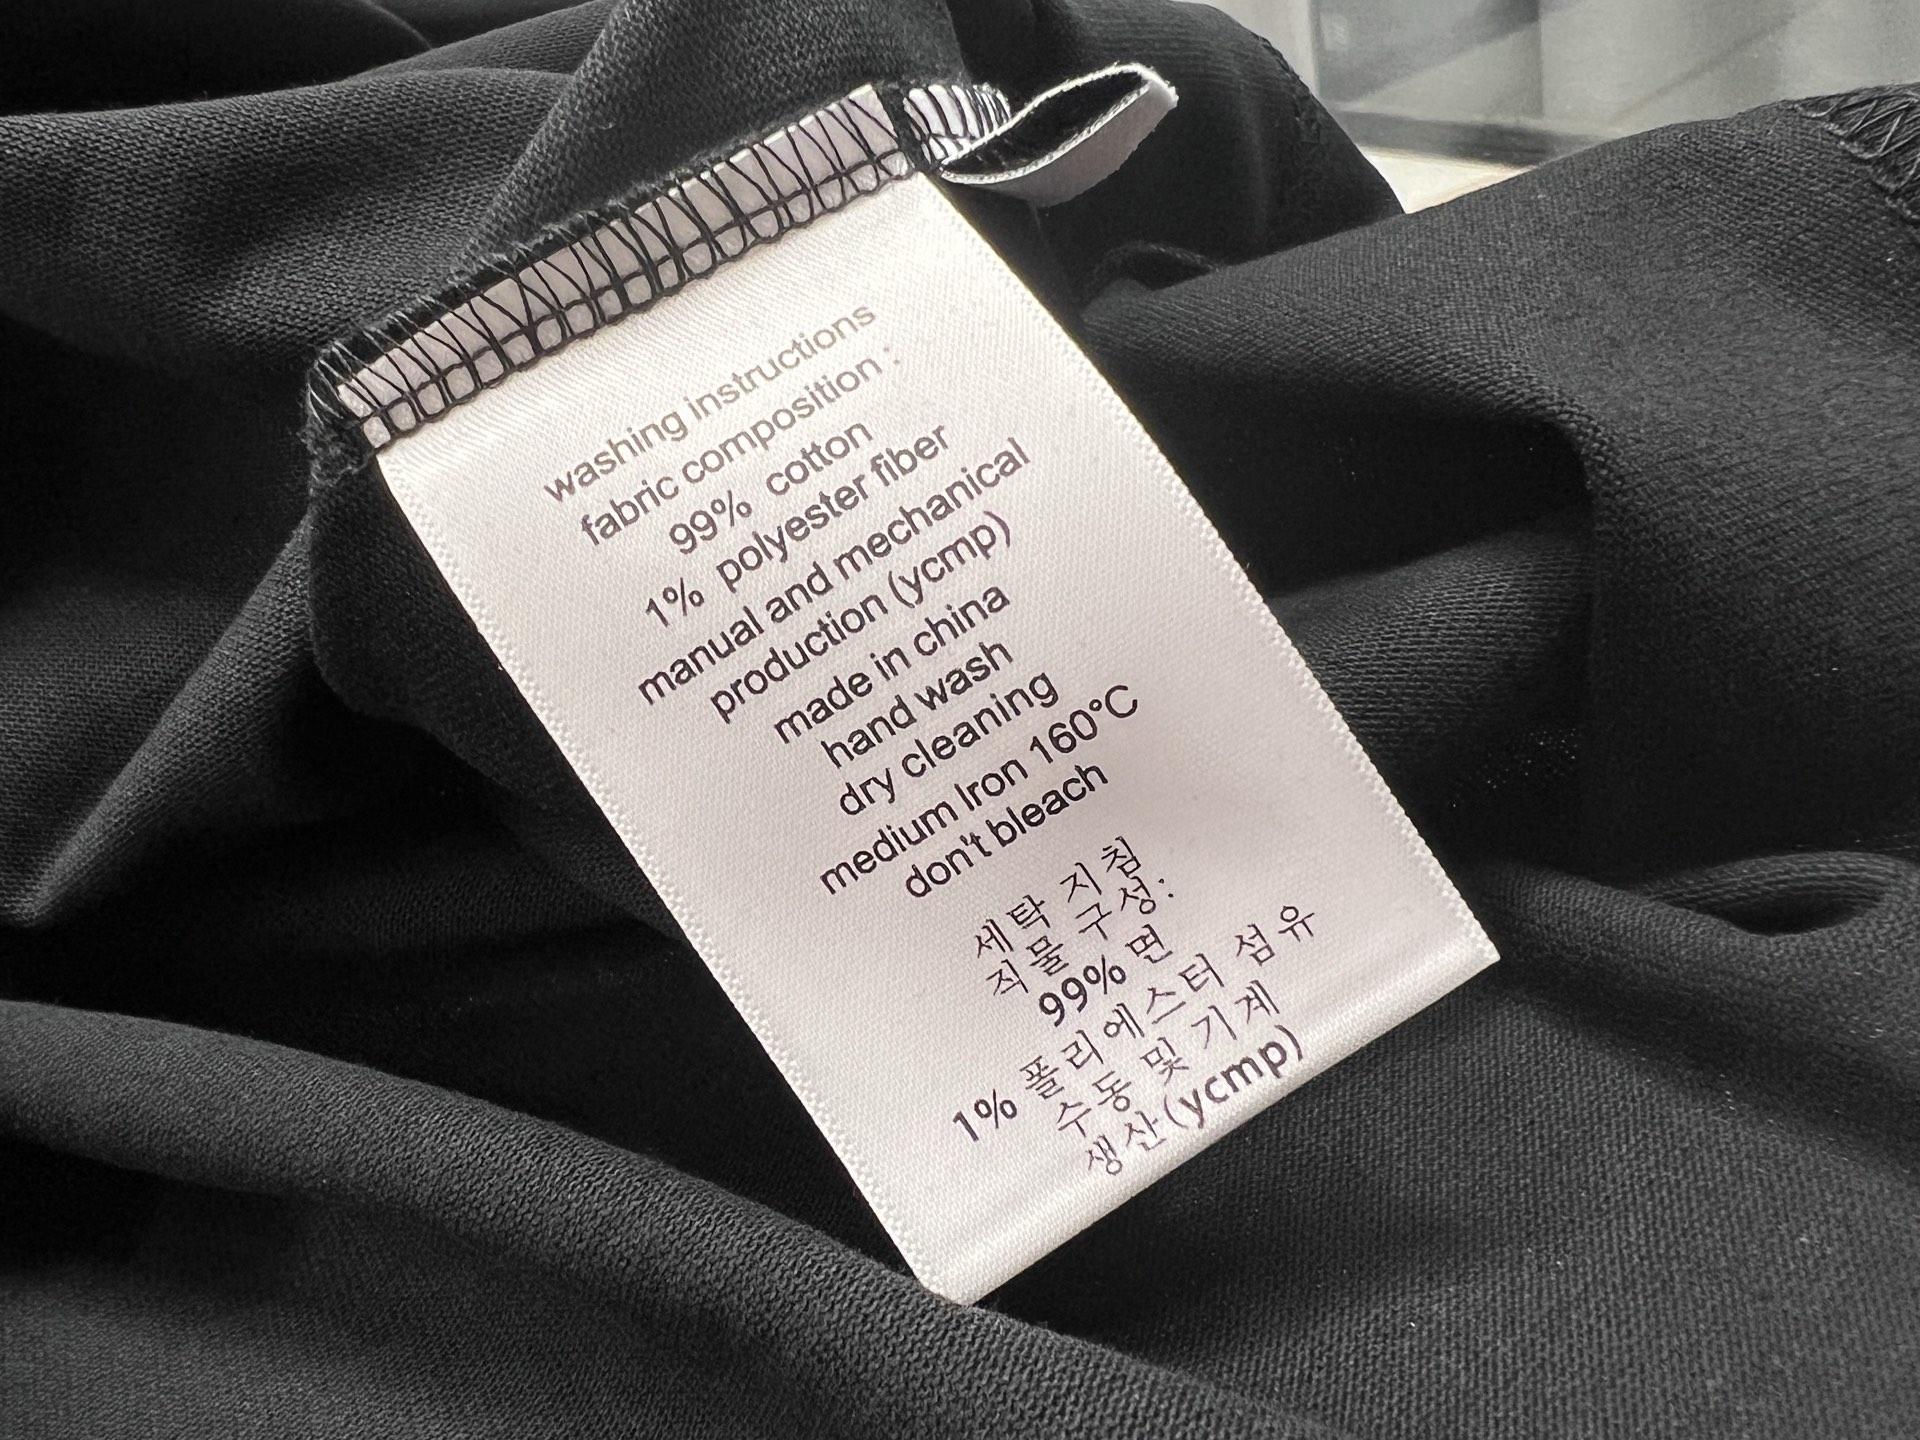 washing instructions
fabric composition :
99% cotton
1% polyester fiber
manual and mechanical
production (ycmp)
made in china
hand wash
dry cleaning
medium Iron 160°C
don't bleach
세탁 지침
직물 구성:
99% 면
1% 폴리에스터 섬유
수동 및 기계
생산(ycmp)